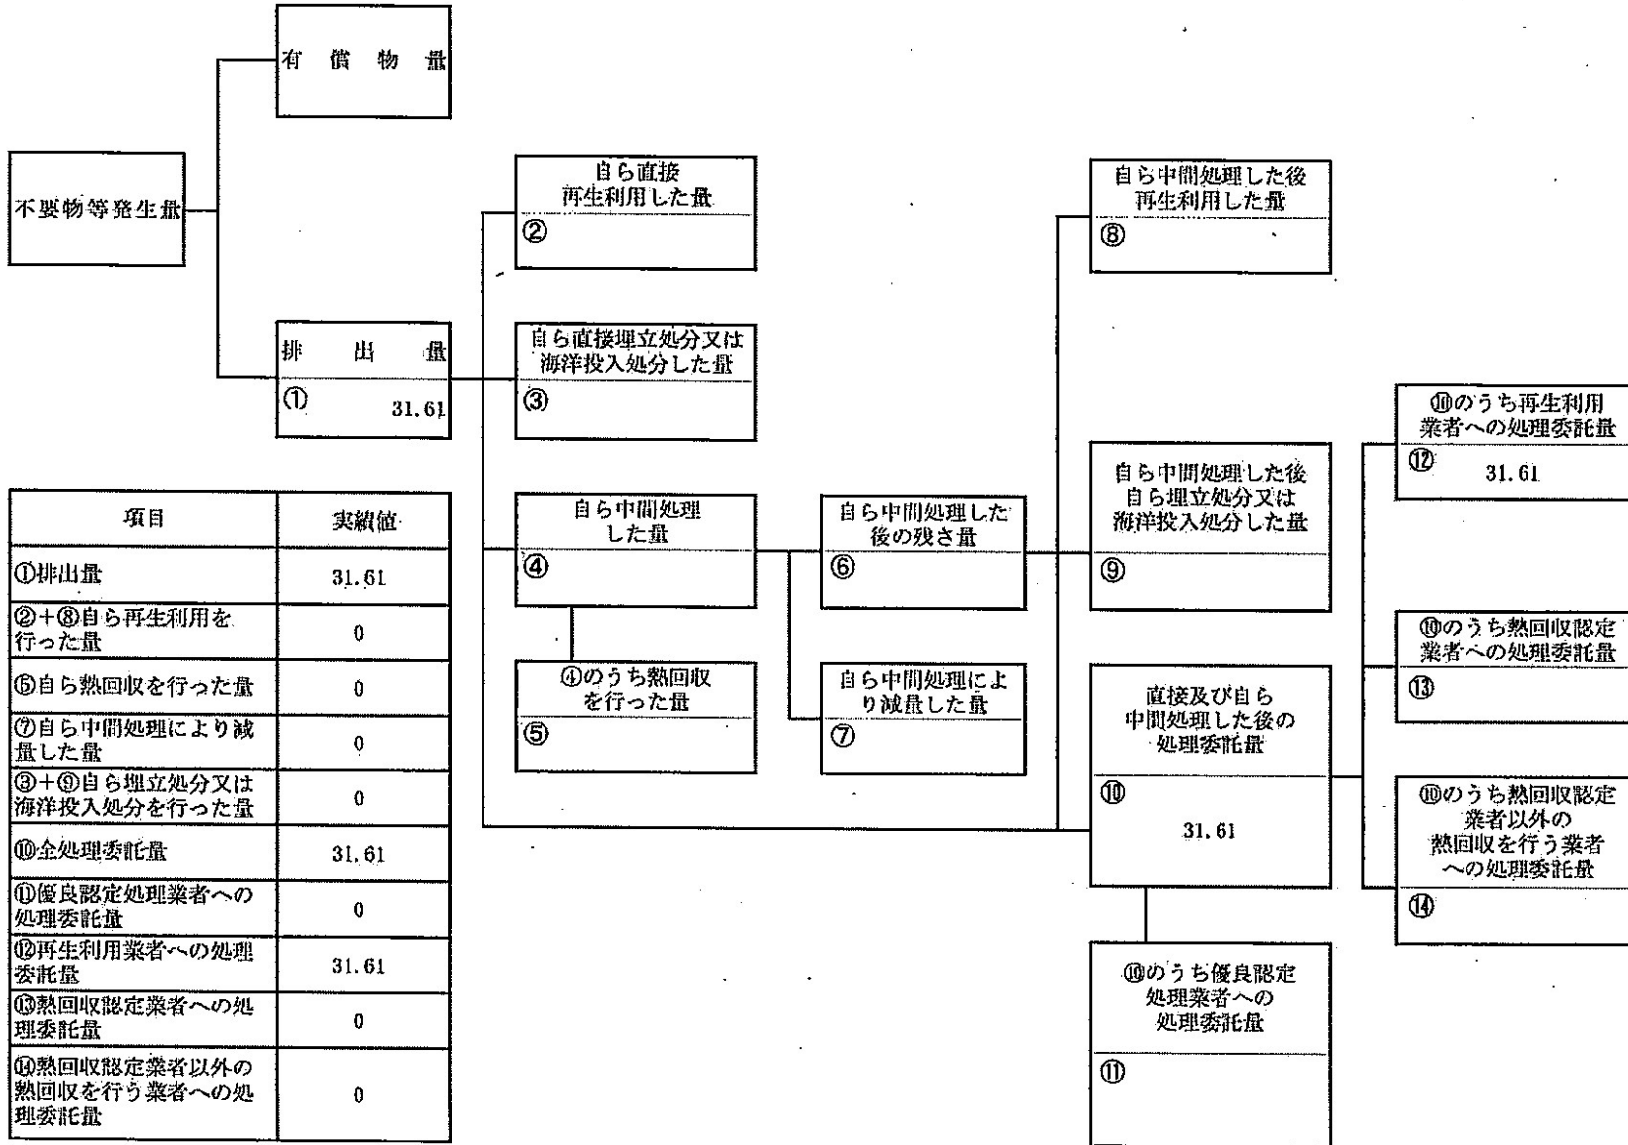 有償物量
不要物等発生量
自ら直接
再生利用した量
②
自ら中間処理した後
再生利用した量
⑧
排出量
①
31.61
自ら直接埋立処分又は
海洋投入処分した量
③
⑩のうち再生利用
業者への処理委託量
⑫
31.61
自ら中間処理
した量
④
自ら中間処理した
後の残さ量
⑥
自ら中間処理した後
自ら埋立処分又は
海洋投入処分した量
⑨
⑩のうち熱回収認定
業者への処理委託量
⑬
④のうち熱回収
を行った量
⑤
自ら中間処理によ
り減量した量
⑦
直接及び自ら
中間処理した後の
処理委託量
⑩
31.61
⑩のうち熱回収認定
業者以外の
熱回収を行う業者
への処理委託量
⑭
⑩のうち優良認定
処理業者への
処理委託量
⑪
項目 実績値
①排出量 31.61
②+⑧自ら再生利用を
行った量 0
⑤自ら熱回収を行った量 0
⑦自ら中間処理により減
量した量 0
③+⑨自ら埋立処分又は
海洋投入処分を行った量 0
⑩全処理委託量 31.61
⑪優良認定処理業者への
処理委託量 0
⑫再生利用業者への処理
委託量 31.61
⑬熱回収認定業者への処
理委託量 0
⑭熱回収認定業者以外の
熱回収を行う業者への処
理委託量 0